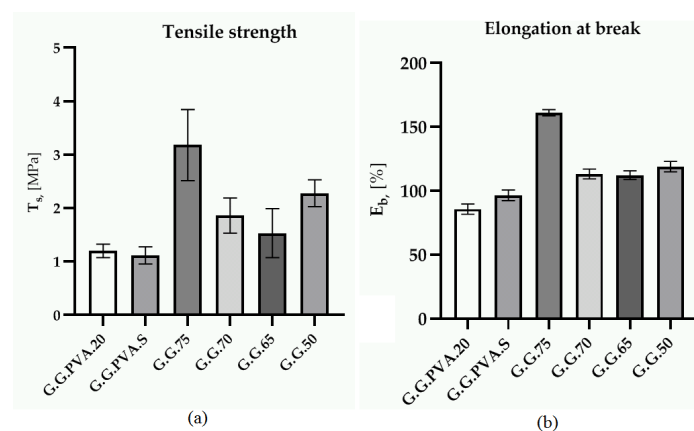 Tensile strength
5
4
3
2
1
0
Ts, [MPa]
G.G.PVA.20
G.G.PVA.S
G.G.75
G.G.70
G.G.65
G.G.50
(a)
Elongation at break
200
150
100
50
0
Eb, [%]
G.G.PVA.20
G.G.PVA.S
G.G.75
G.G.70
G.G.65
G.G.50
(b)